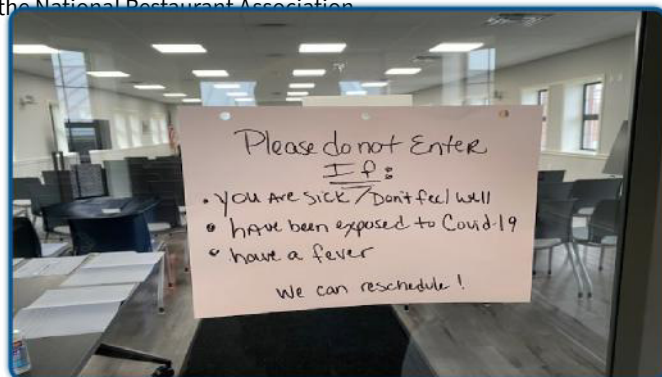 the National Restaurant Association
Please do not Enter
If:
• you Are sick / Don't feel well
• have been exposed to Covid-19
• have a fever
We can reschedule!